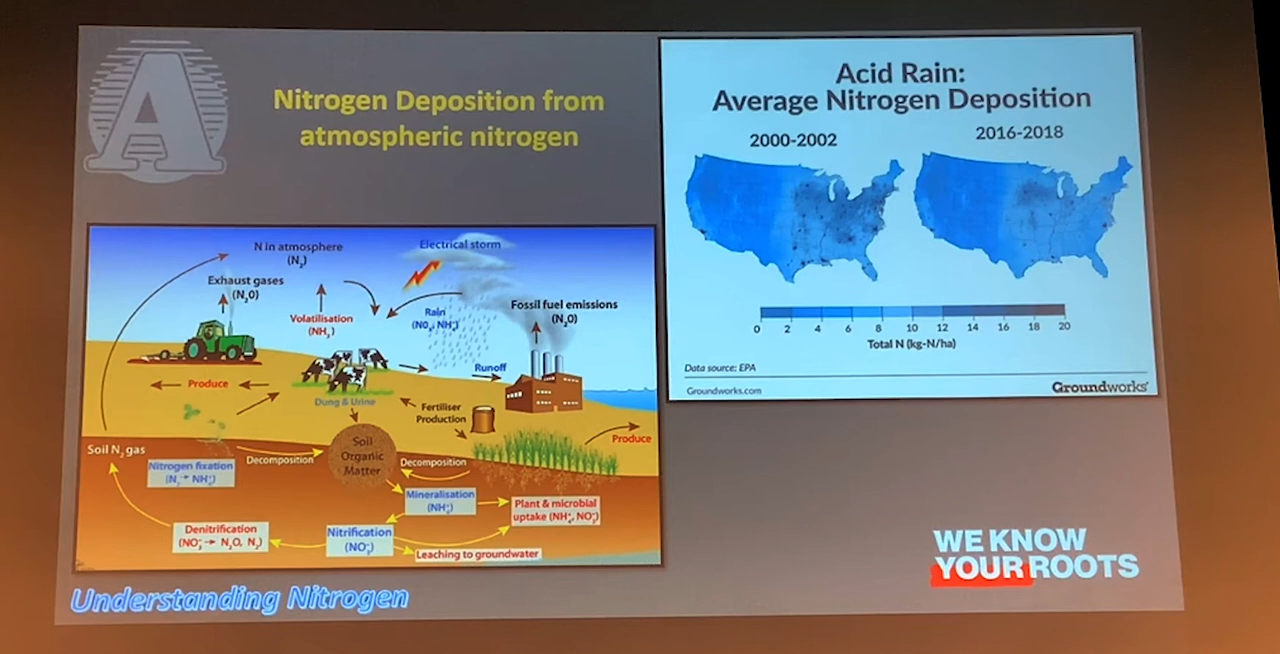 A
Nitrogen Deposition from
atmospheric nitrogen
N in atmosphere
(N₂)
Electrical storm
Exhaust gases
(N₂0)
Volatilisation
(NH₃)
Rain
(NO₃⁻, NH₄⁺)
Fossil fuel emissions
(N₂0)
Runoff
Produce
Dung & Urine
Fertiliser
Production
Produce
Soil N₂ gas
Soil
Organic
Matter
Decomposition
Decomposition
Nitrogen fixation
(N₂ → NH₄⁺)
Mineralisation
(NH₄⁺)
Plant & microbial
uptake (NH₄⁺, NO₃⁻)
Denitrification
(NO₃⁻ → N₂O, N₂)
Nitrification
(NO₃⁻)
Leaching to groundwater
Understanding Nitrogen
Acid Rain:
Average Nitrogen Deposition
2000-2002
2016-2018
0 2 4 6 8 10 12 14 16 18 20
Total N (kg-N/ha)
Data source: EPA
Groundworks.com
Groundworks®
WE KNOW
YOUR ROOTS